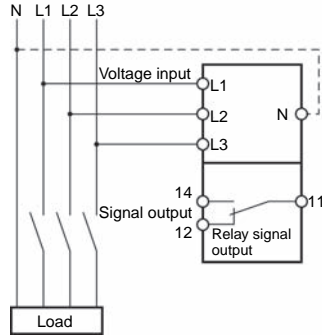 N L1 L2 L3
Voltage input
L1
L2
N
L3
14
Signal output
11
12
Relay signal
output
Load